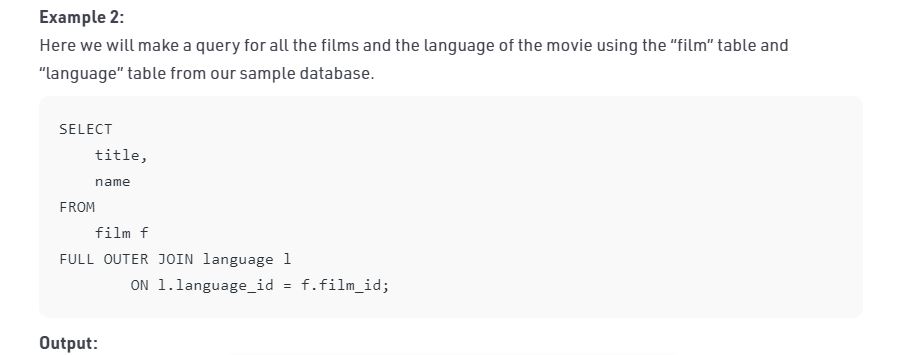 Example 2:
Here we will make a query for all the films and the language of the movie using the “film” table and
“language” table from our sample database.
SELECT
    title,
    name
FROM
    film f
FULL OUTER JOIN language l
        ON l.language_id = f.film_id;
Output: